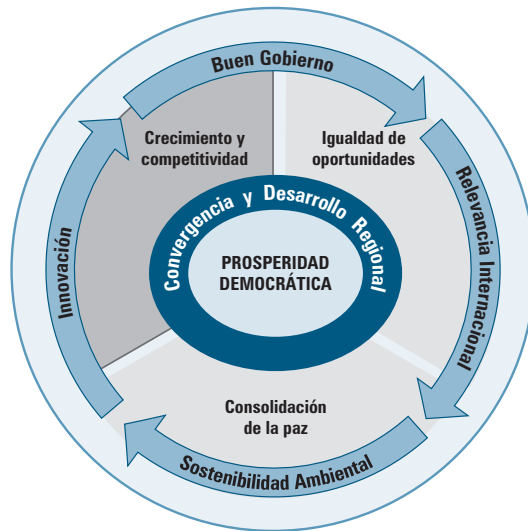 Buen Gobierno
Crecimiento y
competitividad
Igualdad de
oportunidades
Convergencia y Desarrollo Regional
PROSPERIDAD
DEMOCRÁTICA
Innovación
Relevancia Internacional
Consolidación
de la paz
Sostenibilidad Ambiental